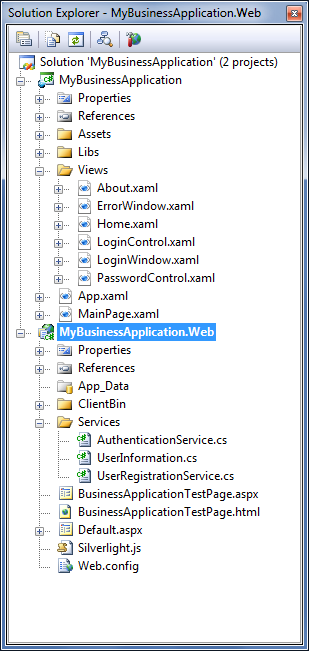 Solution Explorer - MyBusinessApplication.Web
Solution 'MyBusinessApplication' (2 projects)
MyBusinessApplication
Properties
References
Assets
Libs
Views
About.xaml
ErrorWindow.xaml
Home.xaml
LoginControl.xaml
LoginWindow.xaml
PasswordControl.xaml
App.xaml
MainPage.xaml
MyBusinessApplication.Web
Properties
References
App_Data
ClientBin
Services
AuthenticationService.cs
UserInformation.cs
UserRegistrationService.cs
BusinessApplicationTestPage.aspx
BusinessApplicationTestPage.html
Default.aspx
Silverlight.js
Web.config